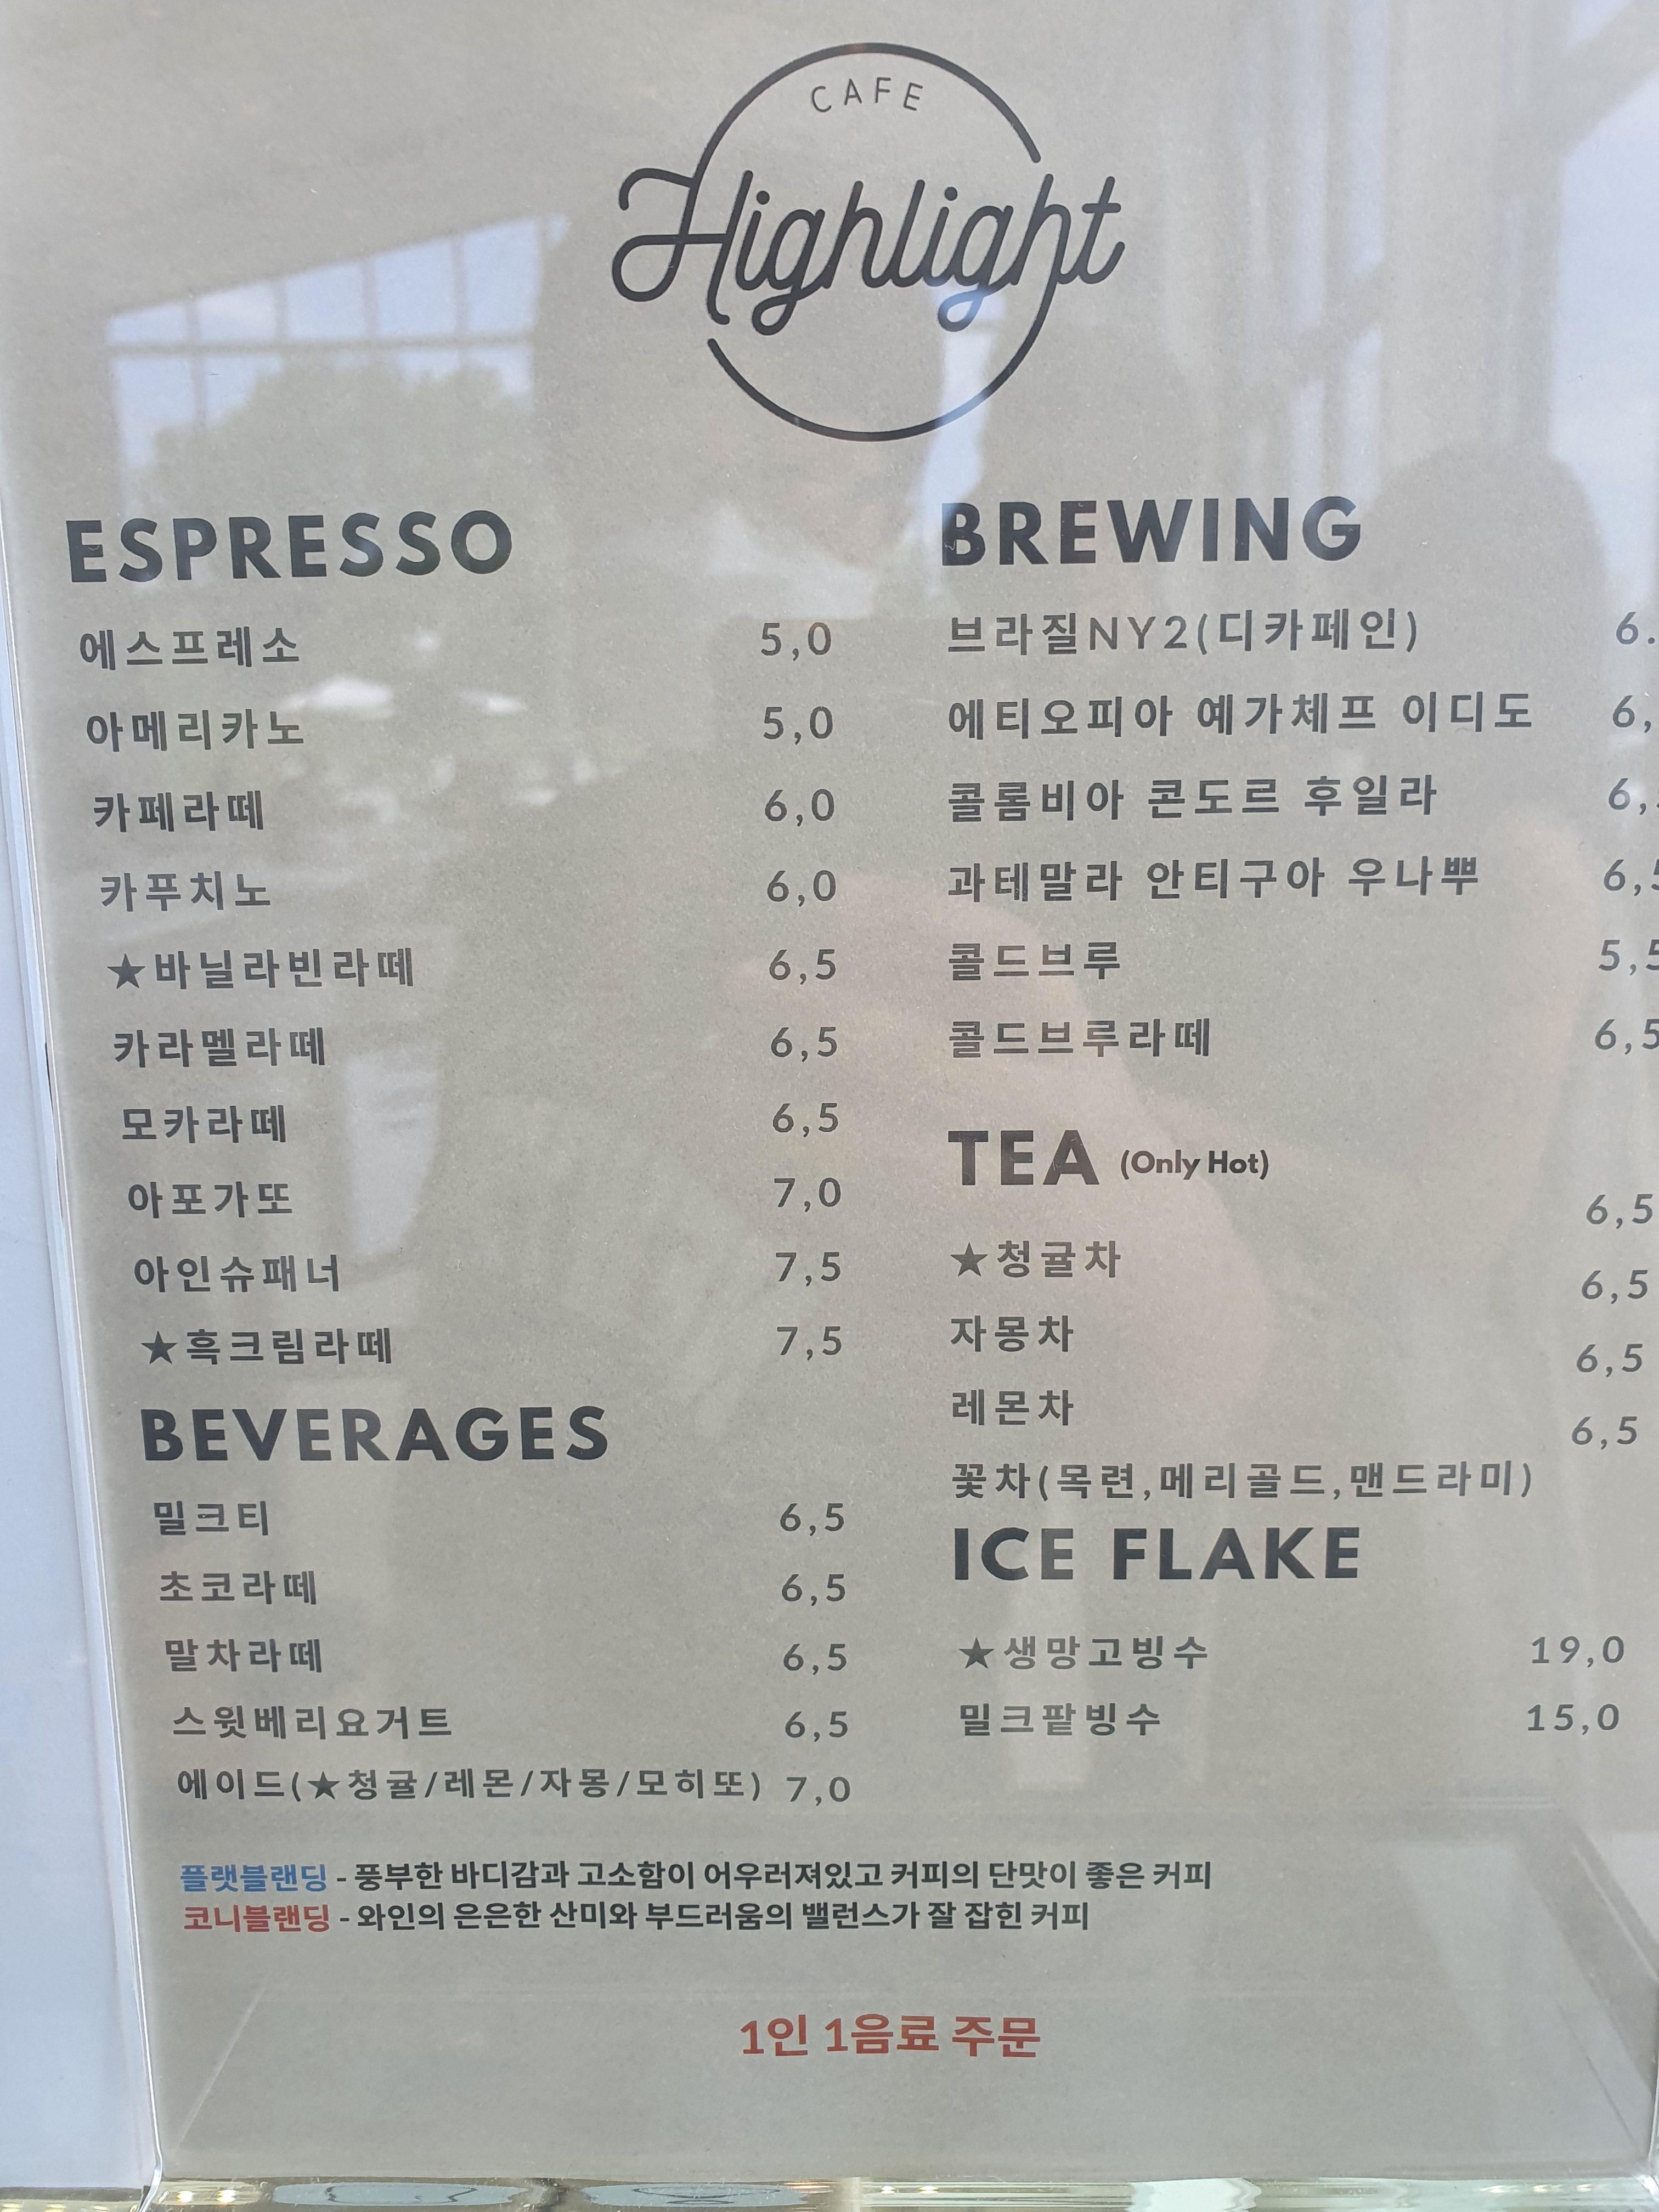 CAFE
Highlight
ESPRESSO
에스프레소 5,0
아메리카노 5,0
카페라떼 6,0
카푸치노 6,0
★바닐라빈라떼 6,5
카라멜라떼 6,5
모카라떼 6,5
아포가또 7,0
아인슈패너 7,5
★흑크림라떼 7,5
BEVERAGES
밀크티 6,5
초코라떼 6,5
말차라떼 6,5
스윗베리요거트 6,5
에이드(★청귤/레몬/자몽/모히또) 7,0
BREWING
브라질NY2(디카페인) 6.
에티오피아 예가체프 이디도 6,
콜롬비아 콘도르 후일라 6,
과테말라 안티구아 우나뿌 6,5
콜드브루 5,5
콜드브루라떼 6,5
TEA (Only Hot)
6,5
★청귤차
6,5
자몽차
6,5
레몬차
6,5
꽃차(목련,메리골드,맨드라미)
ICE FLAKE
★생망고빙수 19,0
밀크팥빙수 15,0
플랫블랜딩 - 풍부한 바디감과 고소함이 어우러져있고 커피의 단맛이 좋은 커피
코니블랜딩 - 와인의 은은한 산미와 부드러움의 밸런스가 잘 잡힌 커피
1인 1음료 주문